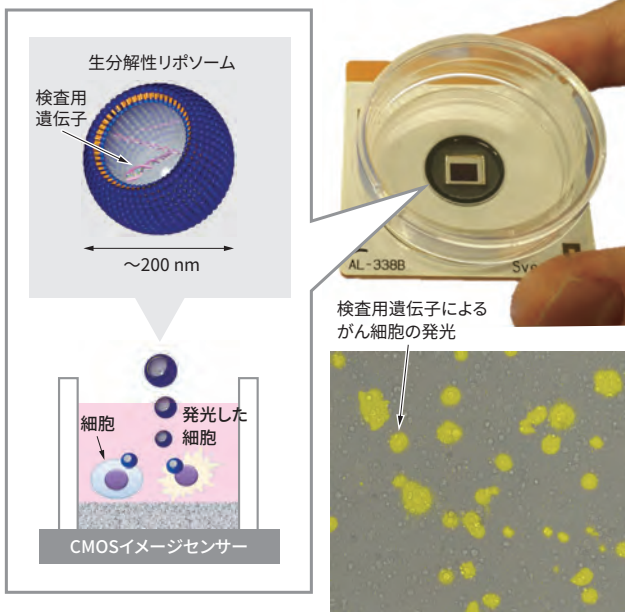 生分解性リポソーム
検査用
遺伝子
～200 nm
細胞
発光した
細胞
CMOSイメージセンサー
AL-338B
検査用遺伝子による
がん細胞の発光